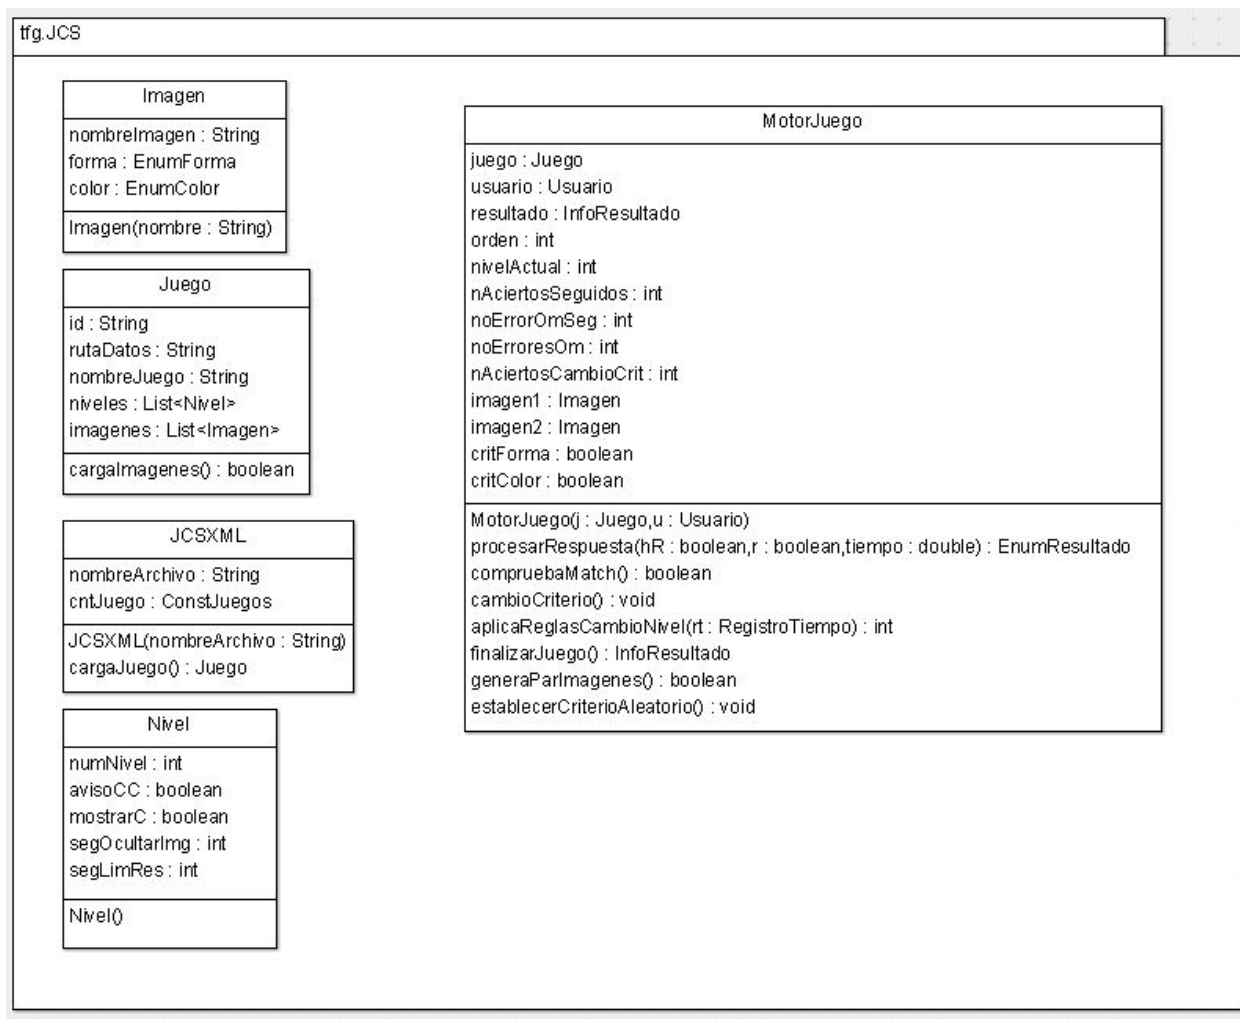 tfg.JCS
Imagen
nombreImagen : String
forma : EnumForma
color : EnumColor
Imagen(nombre : String)
Juego
id : String
rutaDatos : String
nombreJuego : String
niveles : List<Nivel>
imagenes : List<Imagen>
cargaImagenes() : boolean
JCSXML
nombreArchivo : String
cntJuego : ConstJuegos
JCSXML(nombreArchivo : String)
cargaJuego() : Juego
Nivel
numNivel : int
avisoCC : boolean
mostrarC : boolean
segOcultarImg : int
segLimRes : int
Nivel()
MotorJuego
juego : Juego
usuario : Usuario
resultado : InfoResultado
orden : int
nivelActual : int
nAciertosSeguidos : int
noErrorOmSeg : int
noErroresOm : int
nAciertosCambioCrit : int
imagen1 : Imagen
imagen2 : Imagen
critForma : boolean
critColor : boolean
MotorJuego(j : Juego,u : Usuario)
procesarRespuesta(hR : boolean,r : boolean,tiempo : double) : EnumResultado
compruebaMatch() : boolean
cambioCriterio() : void
aplicaReglasCambioNivel(rt : RegistroTiempo) : int
finalizarJuego() : InfoResultado
generaParImagenes() : boolean
establecerCriterioAleatorio() : void